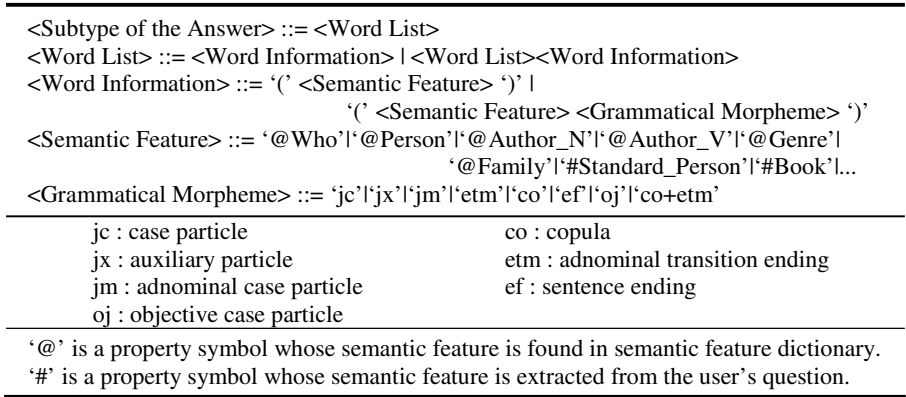 <Subtype of the Answer> ::= <Word List>
<Word List> ::= <Word Information> | <Word List><Word Information>
<Word Information> ::= ‘(’ <Semantic Feature> ‘)’ |
‘(’ <Semantic Feature> <Grammatical Morpheme> ‘)’
<Semantic Feature> ::= ‘@Who’|‘@Person’|‘@Author_N’|‘@Author_V’|‘@Genre’|
‘@Family’|‘#Standard_Person’|‘#Book’|...
<Grammatical Morpheme> ::= ‘jc’|‘jx’|‘jm’|‘etm’|‘co’|‘ef’|‘oj’|‘co+etm’
jc : case particle co : copula
jx : auxiliary particle etm : adnominal transition ending
jm : adnominal case particle ef : sentence ending
oj : objective case particle
‘@’ is a property symbol whose semantic feature is found in semantic feature dictionary.
‘#’ is a property symbol whose semantic feature is extracted from the user’s question.